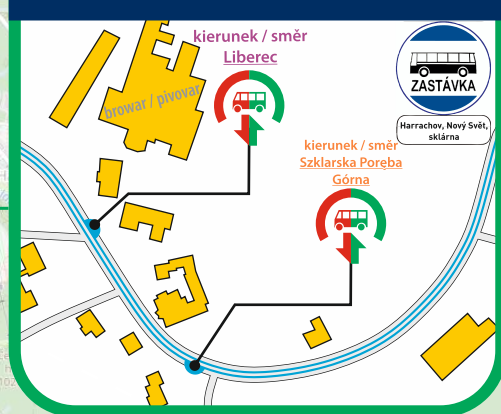 kierunek / směr
Liberec
browar / pivovar
ZASTÁVKA
Harrachov, Nový Svět,
sklárna
kierunek / směr
Szklarska Poręba
Górna